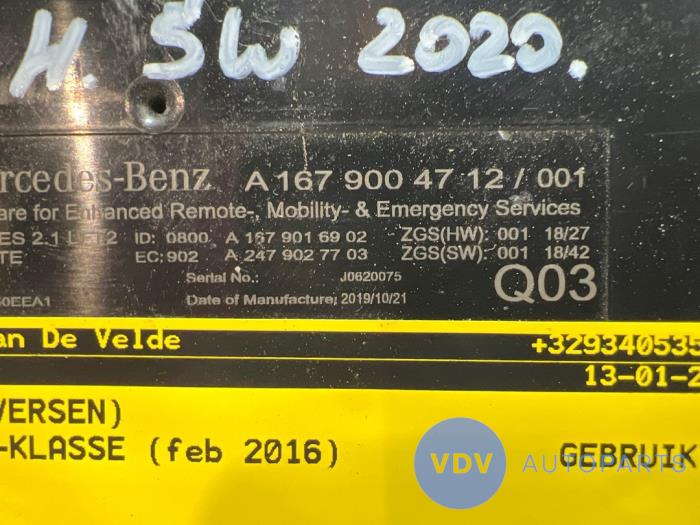 H. SW 2020.
rcedes-Benz A 167 900 47 12 / 001
are for Enhanced Remote-, Mobility- & Emergency Services
ES 2.1 ID: 0800 A 167 901 69 02 ZGS(HW): 001 18/27
TE EC: 902 A 247 902 77 03 ZGS(SW): 001 18/42
Serial No.: J0620075
Q03
0EEA1 Date of Manufacture: 2019/10/21
an De Velde +329340535
13-01-2
VERSEN)
-KLASSE (feb 2016) GEBRUIK
VDV AUTOPARTS